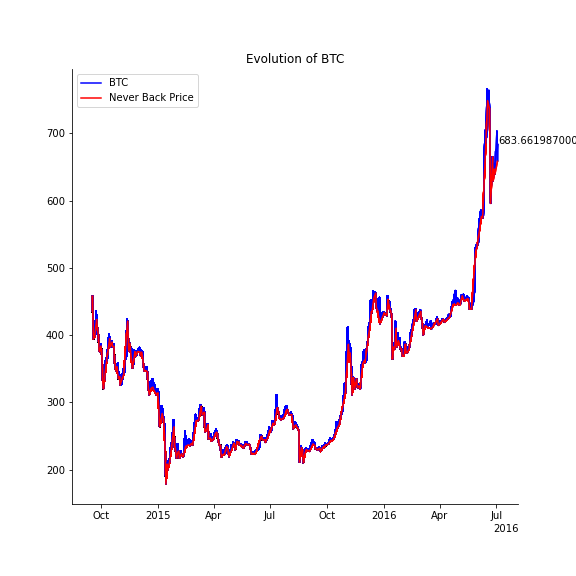 Evolution of BTC
BTC
Never Back Price
700
600
500
400
300
200
683.661987000
Oct
2015
Apr
Jul
Oct
2016
Apr
Jul
2016